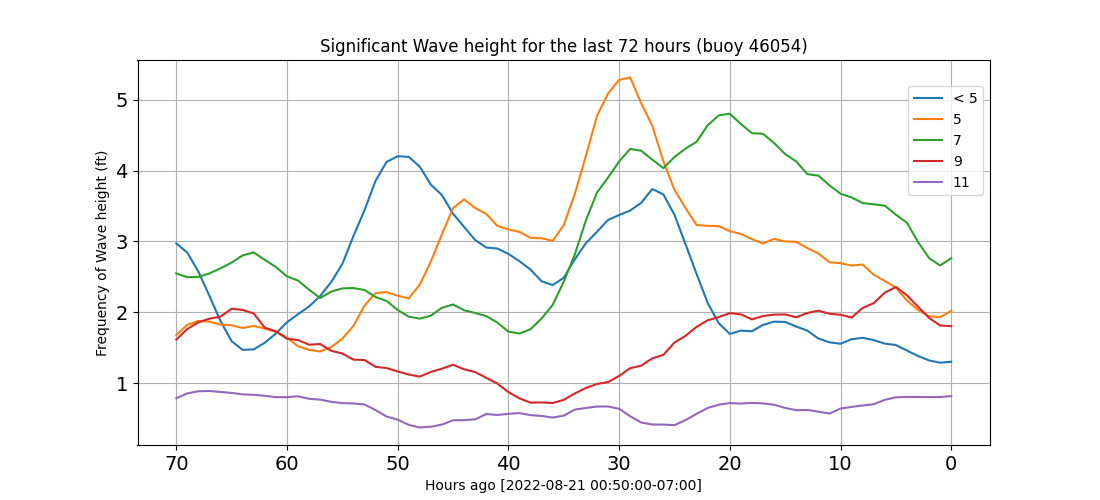 Significant Wave height for the last 72 hours (buoy 46054)
Frequency of Wave height (ft)
5
4
3
2
1
< 5
5
7
9
11
70 60 50 40 30 20 10 0
Hours ago [2022-08-21 00:50:00-07:00]